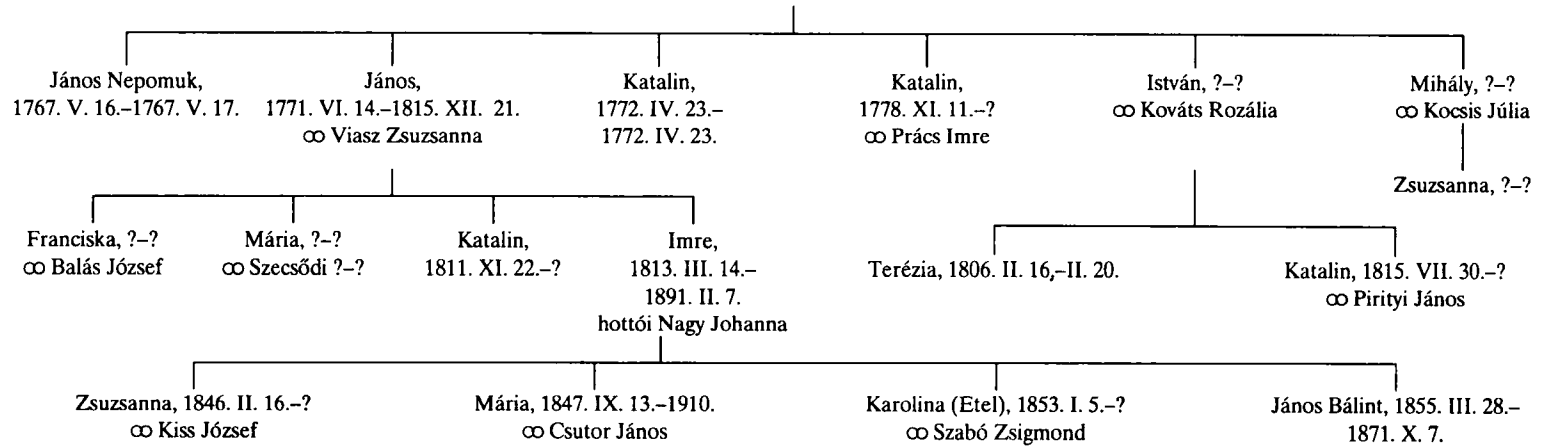 János Nepomuk,
1767. V. 16.–1767. V. 17.
János,
1771. VI. 14.–1815. XII. 21.
∞ Viasz Zsuzsanna
Katalin,
1772. IV. 23.–
1772. IV. 23.
Katalin,
1778. XI. 11.–?
∞ Prács Imre
István, ?–?
∞ Kováts Rozália
Mihály, ?–?
∞ Kocsis Júlia
Zsuzsanna, ?–?
Franciska, ?–?
∞ Balás József
Mária, ?–?
∞ Szecsődi ?–?
Katalin,
1811. XI. 22.–?
Imre,
1813. III. 14.–
1891. II. 7.
hottói Nagy Johanna
Terézia, 1806. II. 16,–II. 20.
Katalin, 1815. VII. 30.–?
∞ Pirityi János
Zsuzsanna, 1846. II. 16.–?
∞ Kiss József
Mária, 1847. IX. 13.–1910.
∞ Csutor János
Karolina (Etel), 1853. I. 5.–?
∞ Szabó Zsigmond
János Bálint, 1855. III. 28.–
1871. X. 7.